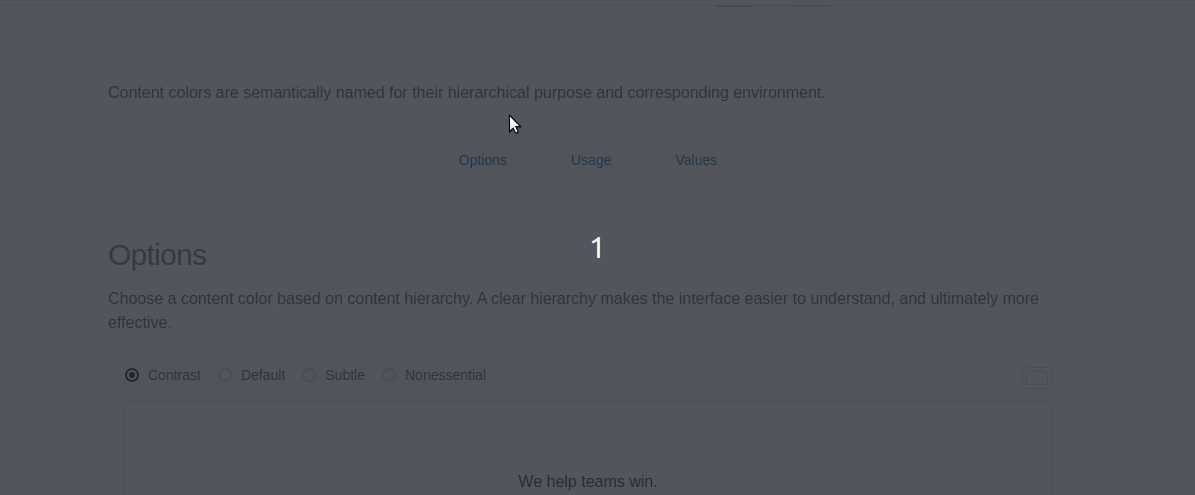 Content colors are semantically named for their hierarchical purpose and corresponding environment.
Options Usage Values
1
Options
Choose a content color based on content hierarchy. A clear hierarchy makes the interface easier to understand, and ultimately more
effective.
Contrast Default Subtle Nonessential
We help teams win.